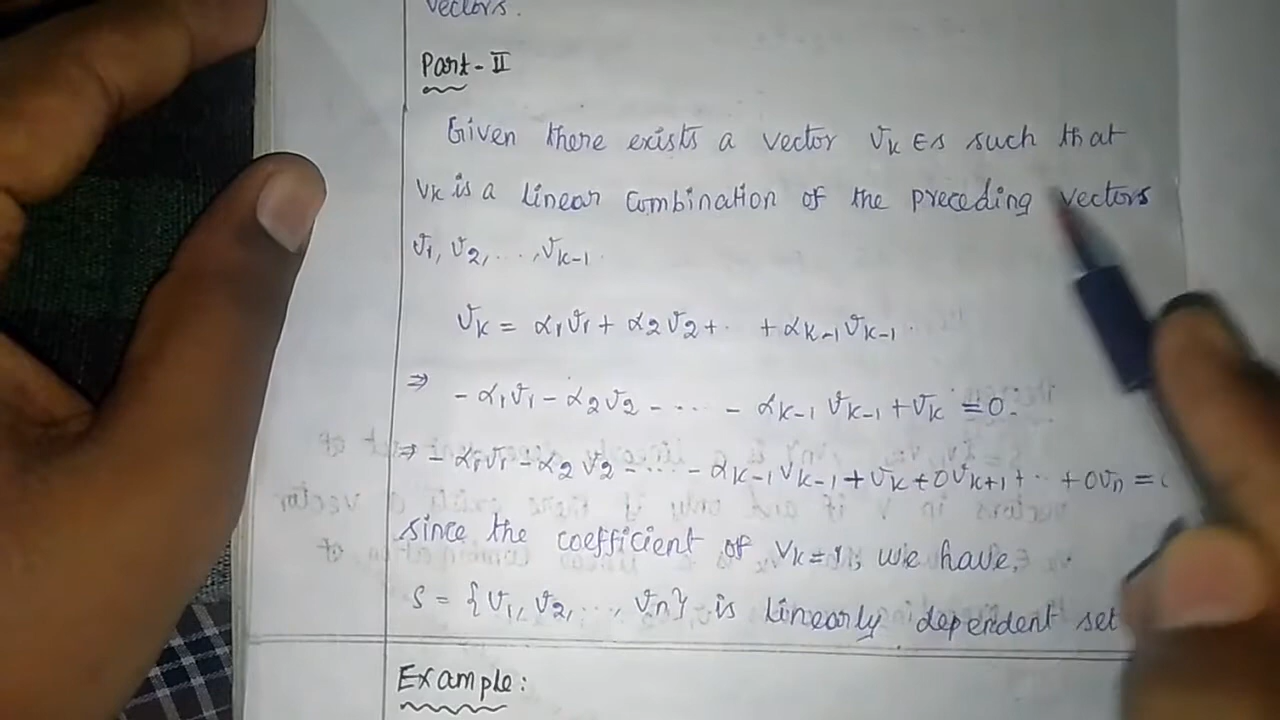 vectors.
Part-II
Given there exists a vector vₖ ∈ s such that
vₖ is a linear combination of the preceding vectors
v₁, v₂, ..., vₖ₋₁.
vₖ = α₁v₁ + α₂v₂ + .. + αₖ₋₁vₖ₋₁.
⇒ - α₁v₁ - α₂v₂ - .... - αₖ₋₁ vₖ₋₁ + vₖ = 0.
⇒ - α₁v₁ - α₂v₂ - .... - αₖ₋₁vₖ₋₁ + vₖ + 0vₖ₊₁ + .. + 0vₙ =
since the coefficient of vₖ = 1, we have,
S = {v₁, v₂, ..., vₙ} is linearly dependent set
Example: